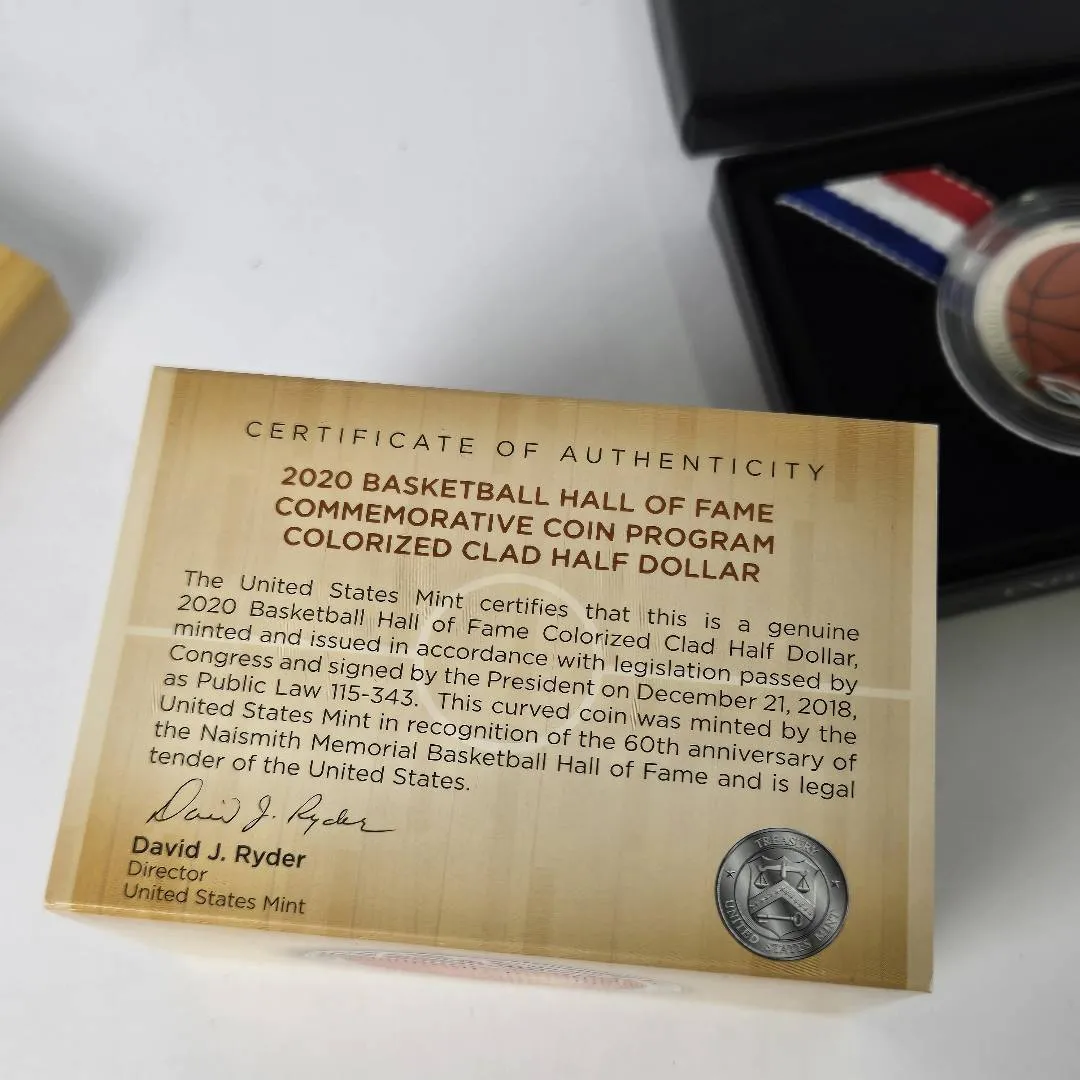 CERTIFICATE OF AUTHENTICITY
2020 BASKETBALL HALL OF FAME
COMMEMORATIVE COIN PROGRAM
COLORIZED CLAD HALF DOLLAR
The United States Mint certifies that this is a genuine
2020 Basketball Hall of Fame Colorized Clad Half Dollar,
minted and issued in accordance with legislation passed by
Congress and signed by the President on December 21, 2018,
as Public Law 115-343. This curved coin was minted by the
United States Mint in recognition of the 60th anniversary of
the Naismith Memorial Basketball Hall of Fame and is legal
tender of the United States.
David J. Ryder
David J. Ryder
Director
United States Mint
TREASURY
UNITED STATES MINT